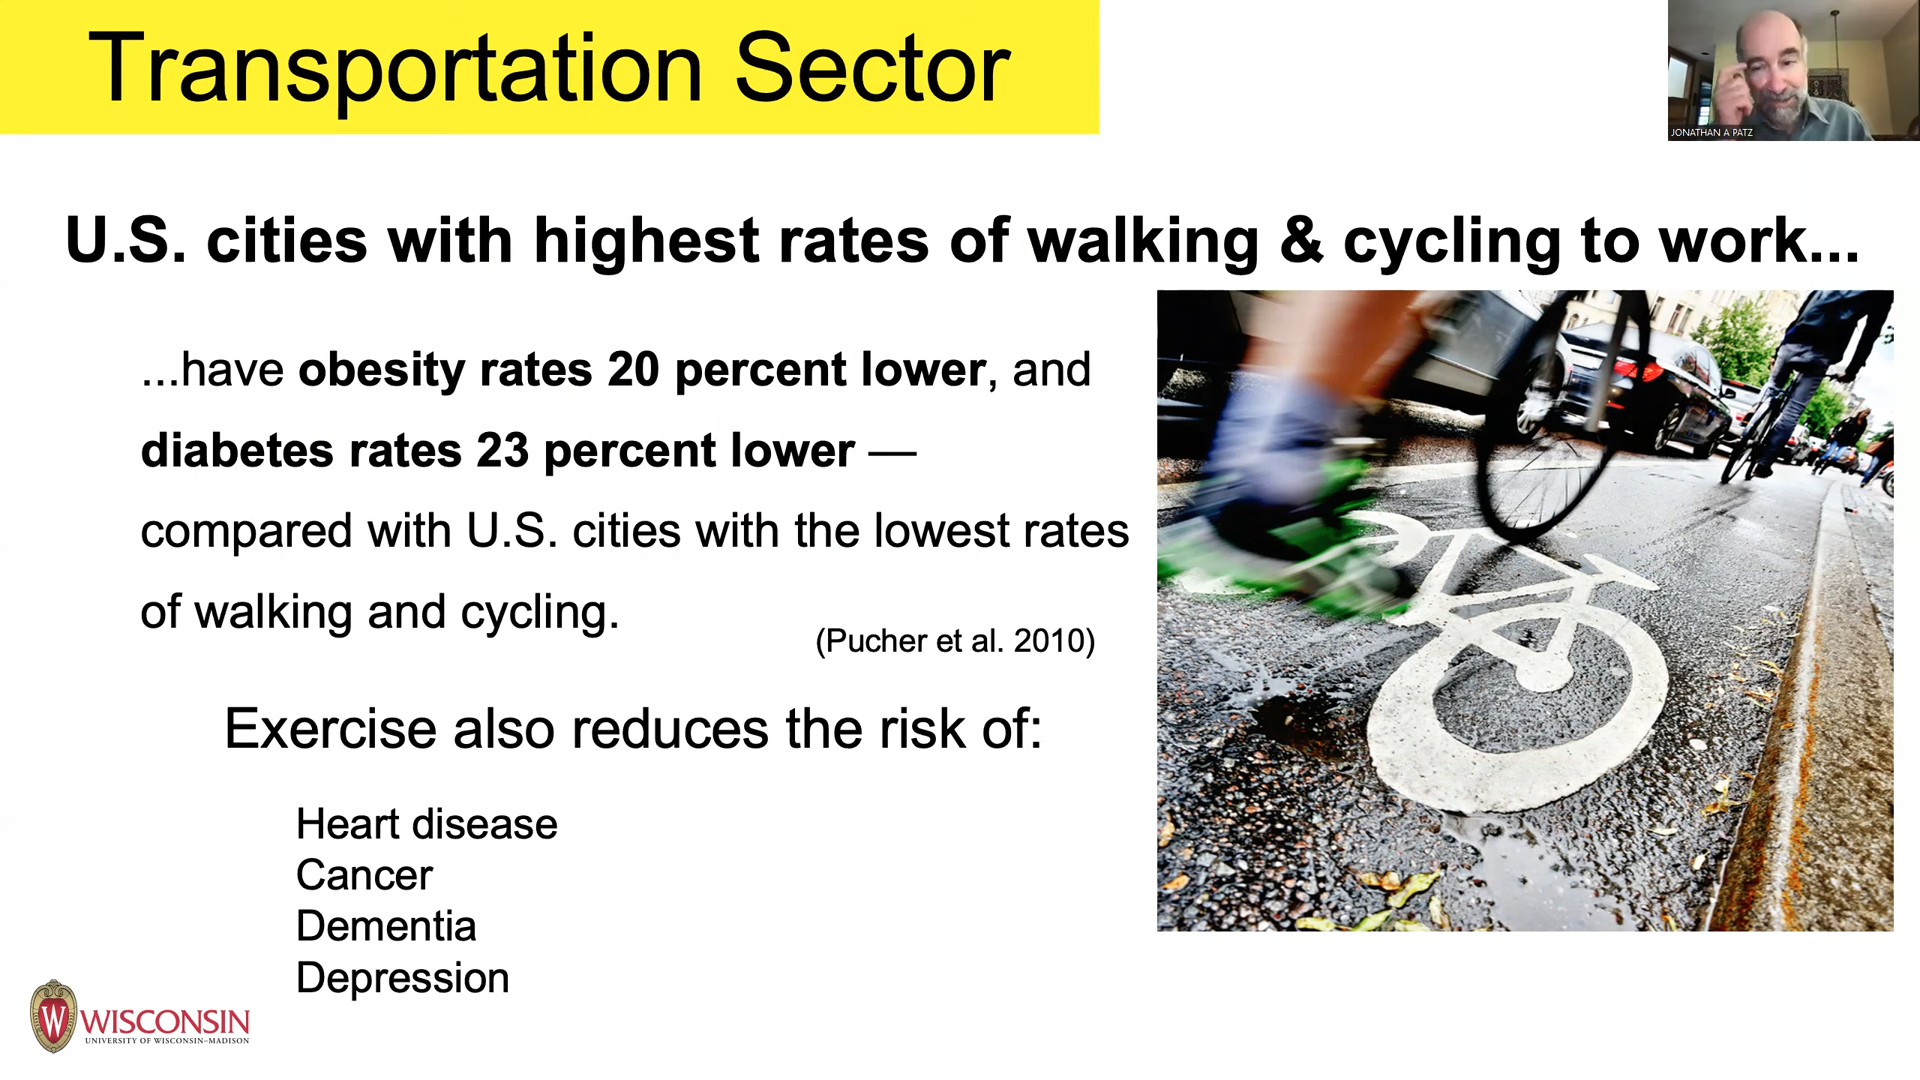 Transportation Sector
JONATHAN A PATZ
U.S. cities with highest rates of walking & cycling to work...
...have obesity rates 20 percent lower, and
diabetes rates 23 percent lower —
compared with U.S. cities with the lowest rates
of walking and cycling.
(Pucher et al. 2010)
Exercise also reduces the risk of:
Heart disease
Cancer
Dementia
Depression
W
WISCONSIN
UNIVERSITY OF WISCONSIN–MADISON